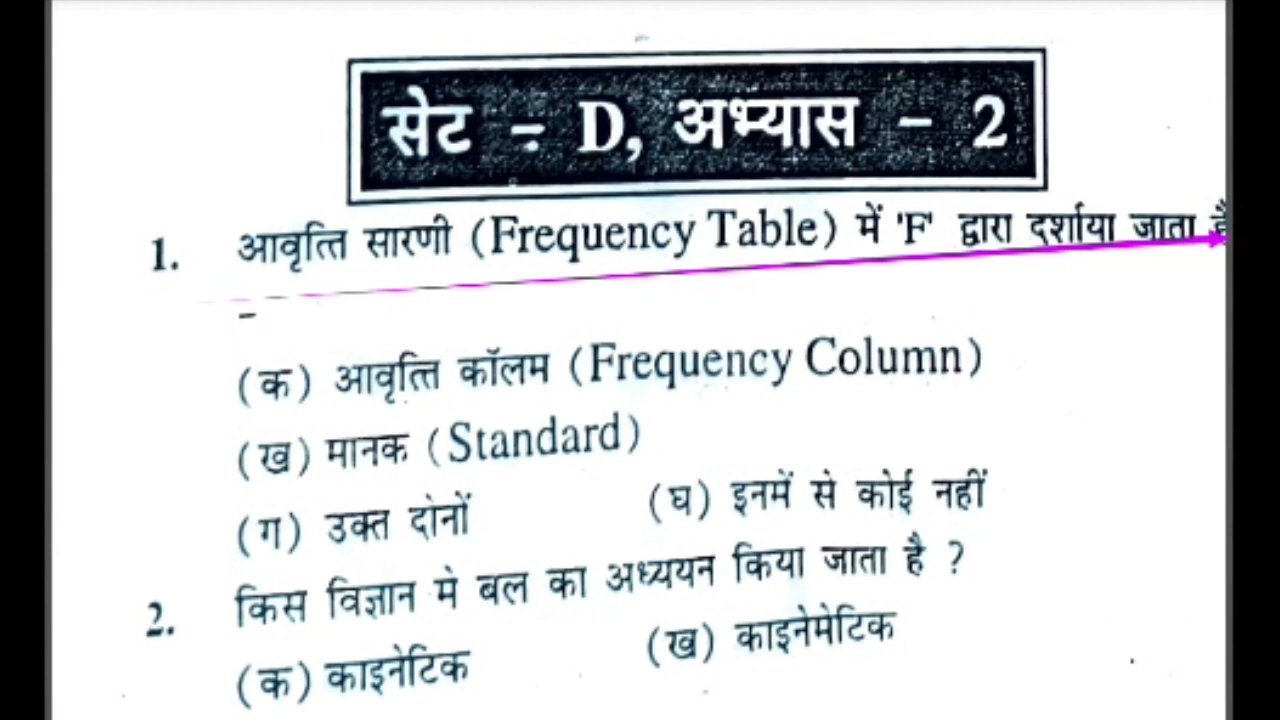 सेट - D, अभ्यास - 2
1. आवृत्ति सारणी (Frequency Table) में 'F' द्वारा दर्शाया जाता है
-
(क) आवृत्ति कॉलम (Frequency Column)
(ख) मानक (Standard)
(ग) उक्त दोनों (घ) इनमें से कोई नहीं
2. किस विज्ञान मे बल का अध्ययन किया जाता है ?
(क) काइनेटिक (ख) काइनेमेटिक